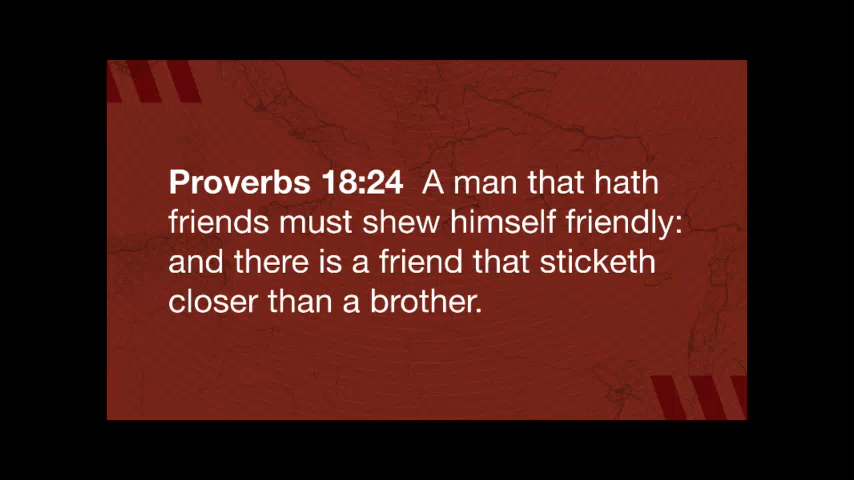 Proverbs 18:24 A man that hath
friends must shew himself friendly:
and there is a friend that sticketh
closer than a brother.